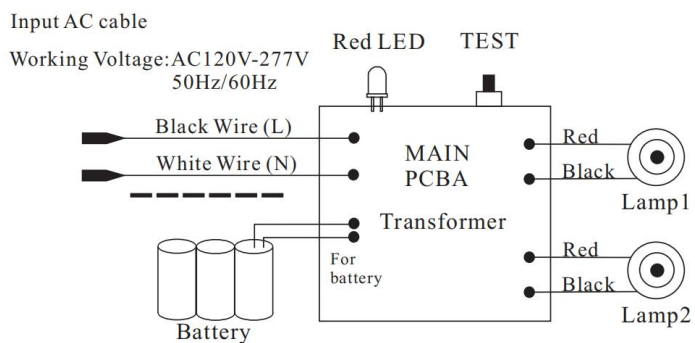 Input AC cable
Working Voltage:AC120V-277V
50Hz/60Hz
Red LED
TEST
Black Wire (L)
White Wire (N)
MAIN
PCBA
Transformer
For
battery
Battery
Red
Black
Lamp1
Red
Black
Lamp2